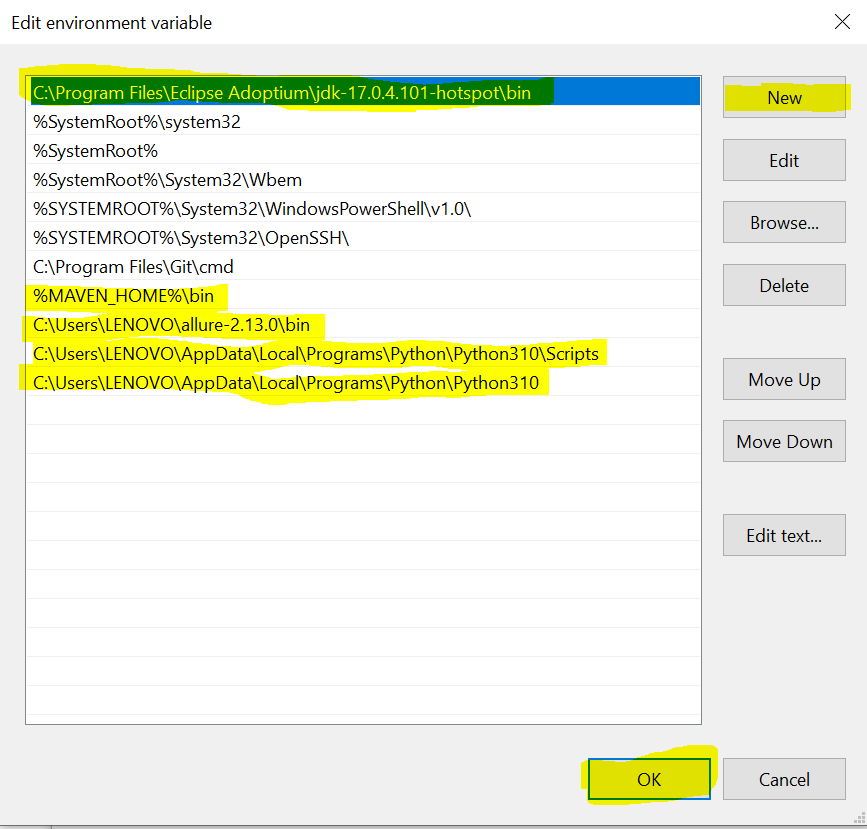 Edit environment variable
C:\Program Files\Eclipse Adoptium\jdk-17.0.4.101-hotspot\bin
%SystemRoot%\system32
%SystemRoot%
%SystemRoot%\System32\Wbem
%SYSTEMROOT%\System32\WindowsPowerShell\v1.0\
%SYSTEMROOT%\System32\OpenSSH\
C:\Program Files\Git\cmd
%MAVEN_HOME%\bin
C:\Users\LENOVO\allure-2.13.0\bin
C:\Users\LENOVO\AppData\Local\Programs\Python\Python310\Scripts
C:\Users\LENOVO\AppData\Local\Programs\Python\Python310
New
Edit
Browse...
Delete
Move Up
Move Down
Edit text...
OK
Cancel